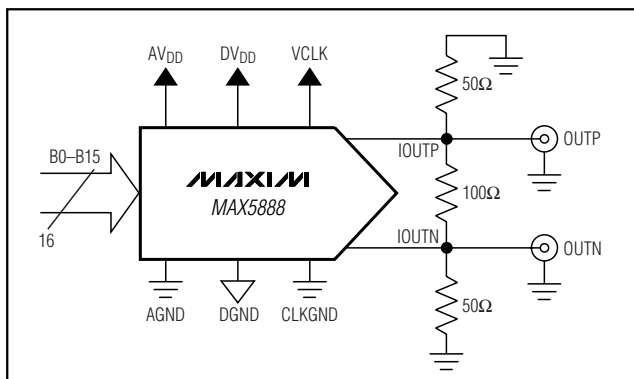 AVDD DVDD VCLK
50Ω
B0–B15
IOUTP
OUTP
MAXIM
MAX5888
100Ω
16
IOUTN
OUTN
50Ω
AGND DGND CLKGND